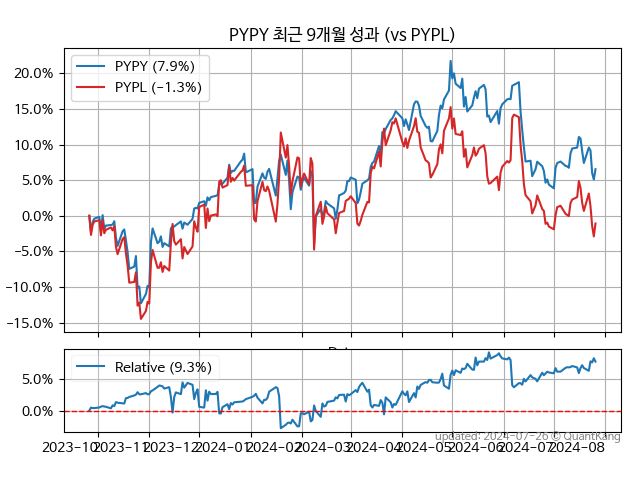 PYPY 최근 9개월 성과 (vs PYPL)
PYPY (7.9%)
PYPL (−1.3%)
20.0%
15.0%
10.0%
5.0%
0.0%
−5.0%
−10.0%
−15.0%
Relative (9.3%)
5.0%
0.0%
updated: 2024-07-26 © QuantKang
2023−10 2023−11 2023−12 2024−01 2024−02 2024−03 2024−04 2024−05 2024−06 2024−07 2024−08